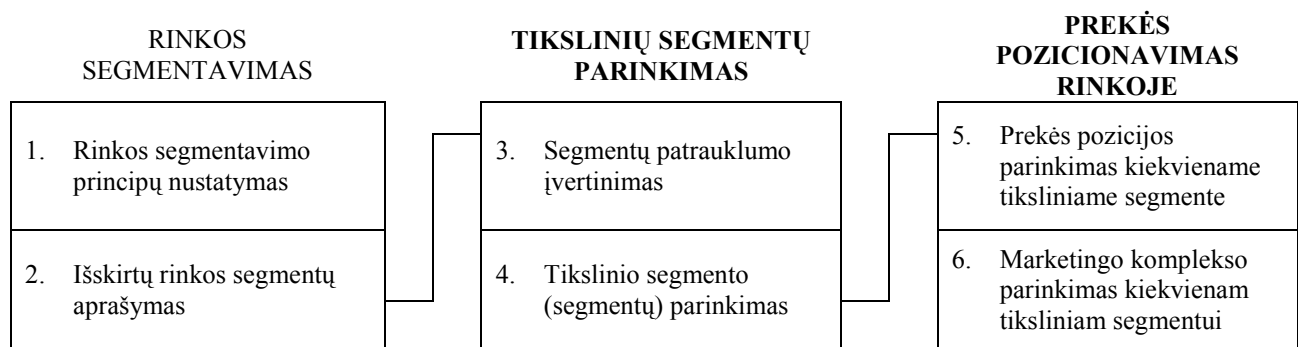 RINKOS
SEGMENTAVIMAS
1. Rinkos segmentavimo
principų nustatymas
2. Išskirtų rinkos segmentų
aprašymas
TIKSLINIŲ SEGMENTŲ
PARINKIMAS
3. Segmentų patrauklumo
įvertinimas
4. Tikslinio segmento
(segmentų) parinkimas
PREKĖS
POZICIONAVIMAS
RINKOJE
5. Prekės pozicijos
parinkimas kiekviename
tiksliniame segmente
6. Marketingo komplekso
parinkimas kiekvienam
tiksliniam segmentui